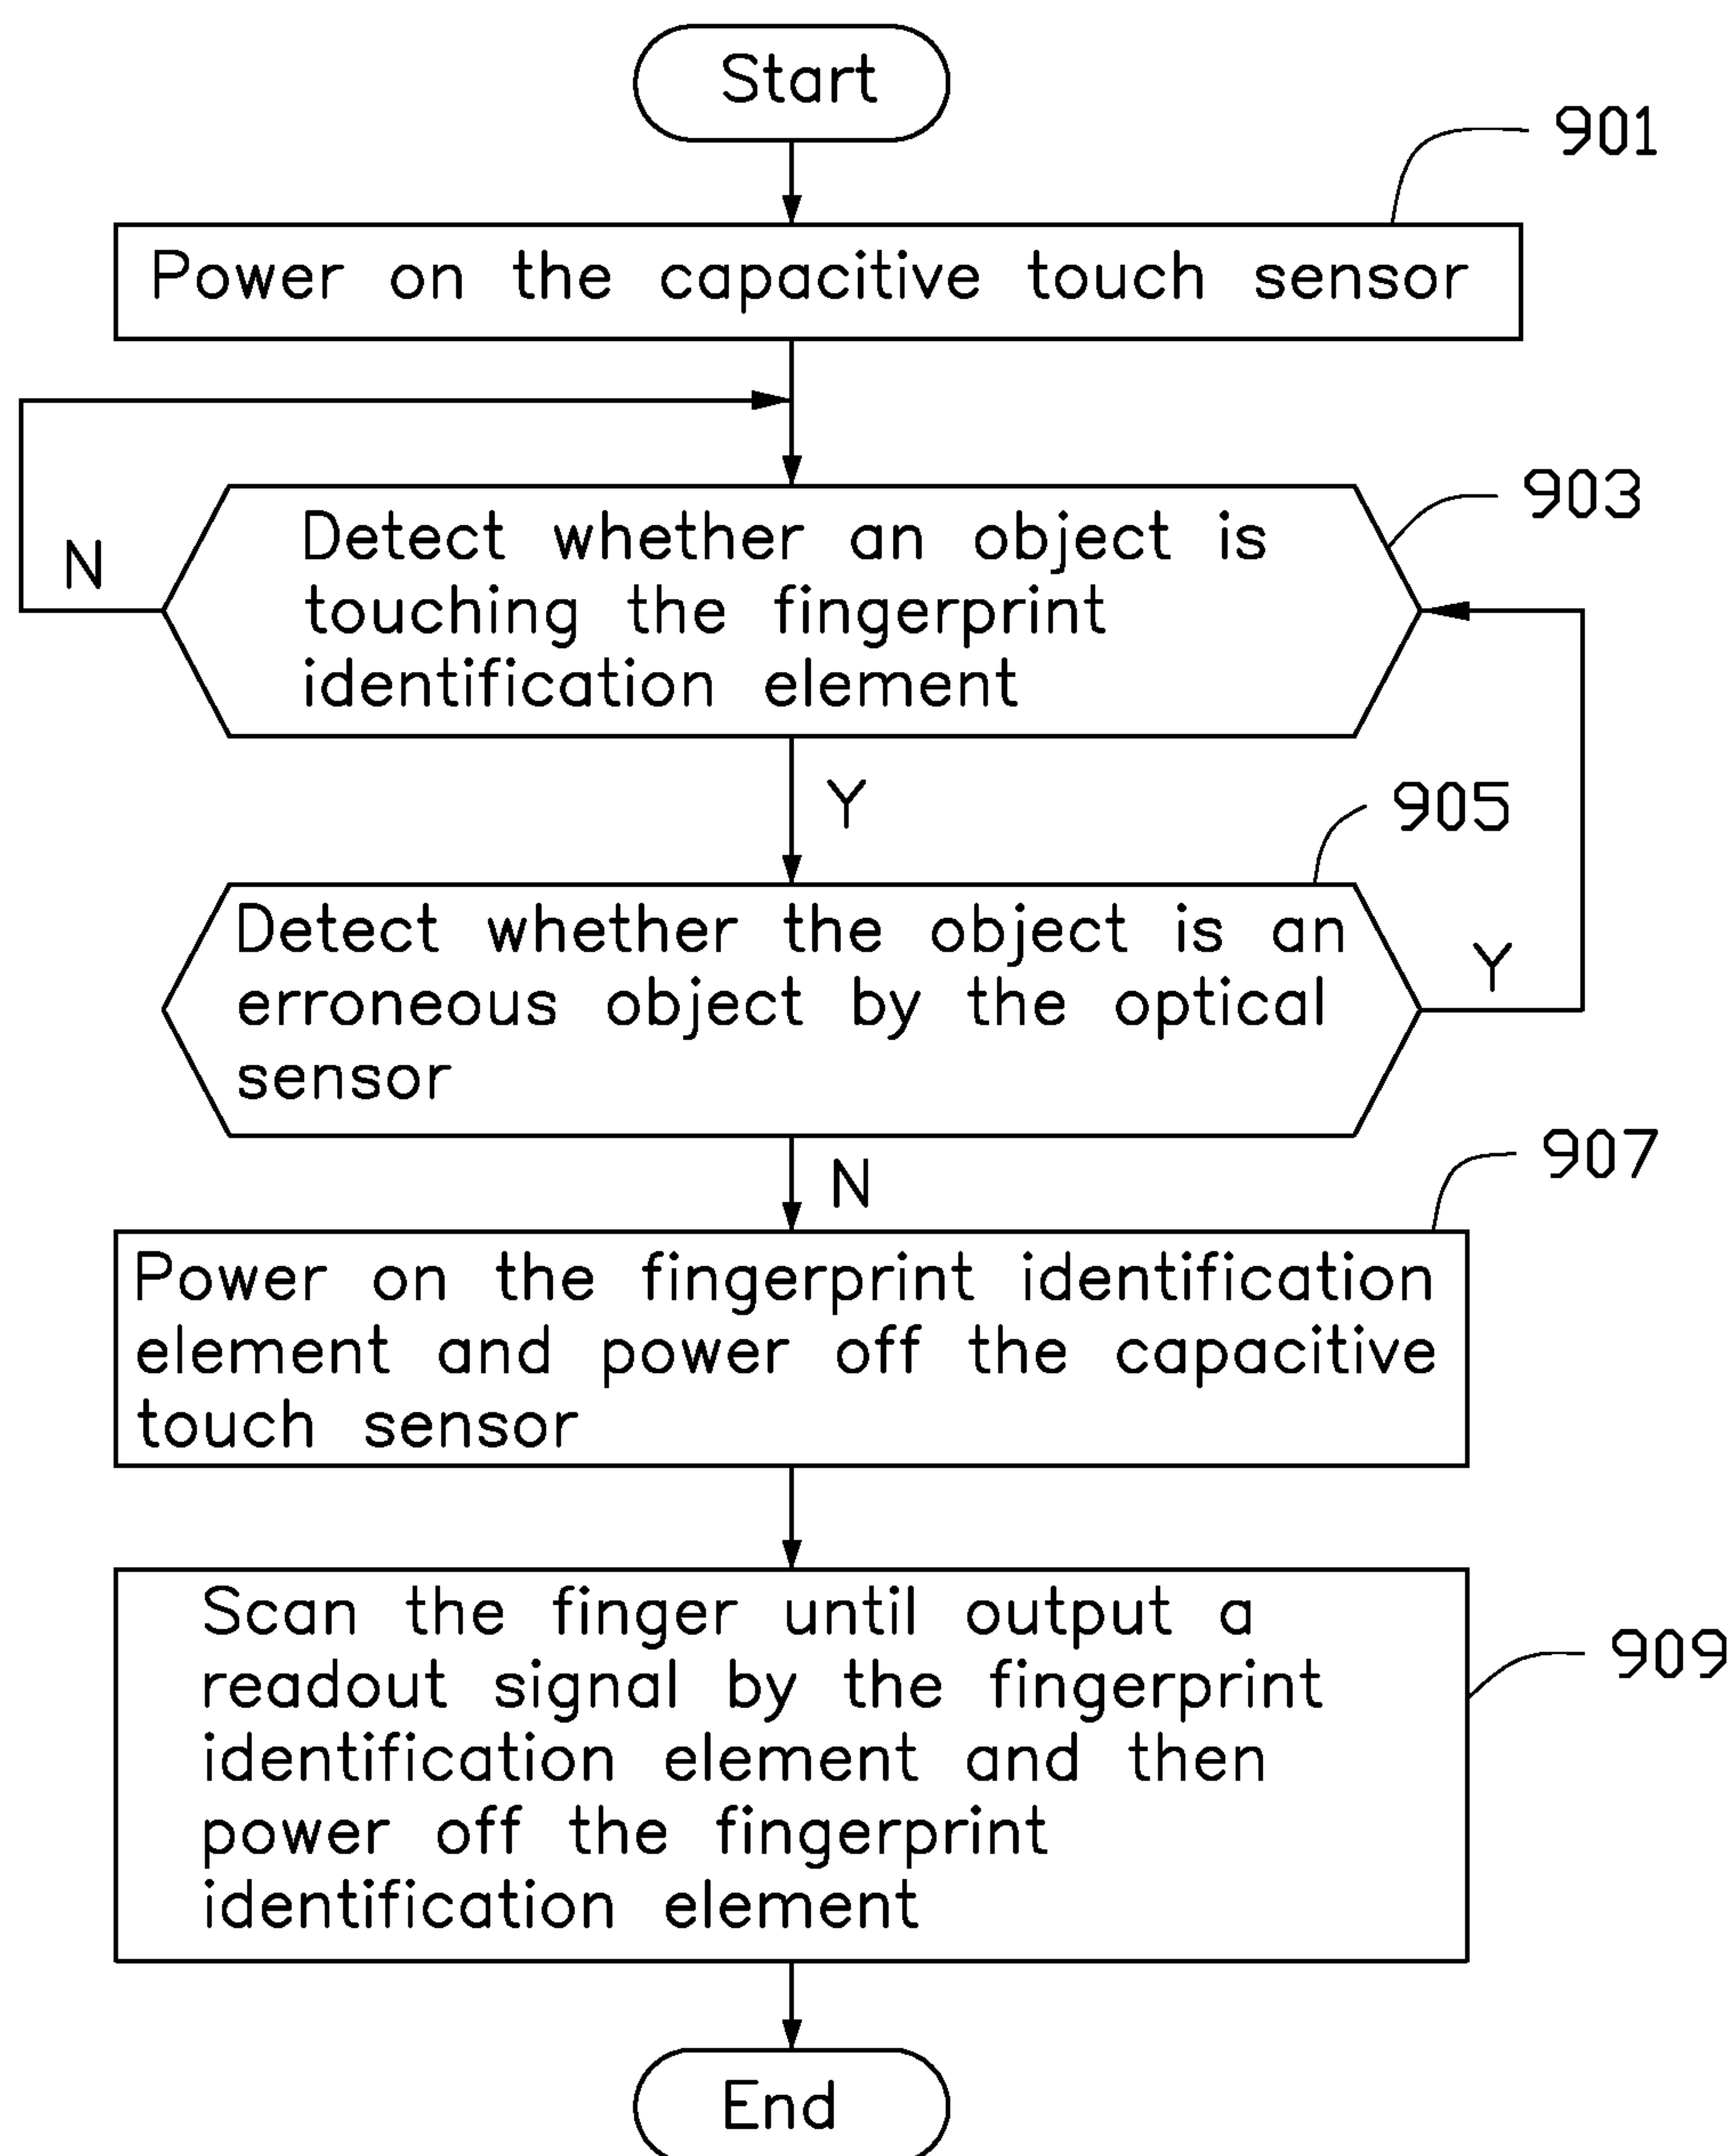 Start
901
Power on the capacitive touch sensor
903
Detect whether an object is
touching the fingerprint
identification element
N
Y
905
Detect whether the object is an
erroneous object by the optical
sensor
Y
N
907
Power on the fingerprint identification
element and power off the capacitive
touch sensor
Scan the finger until output a
readout signal by the fingerprint
identification element and then
power off the fingerprint
identification element
909
End